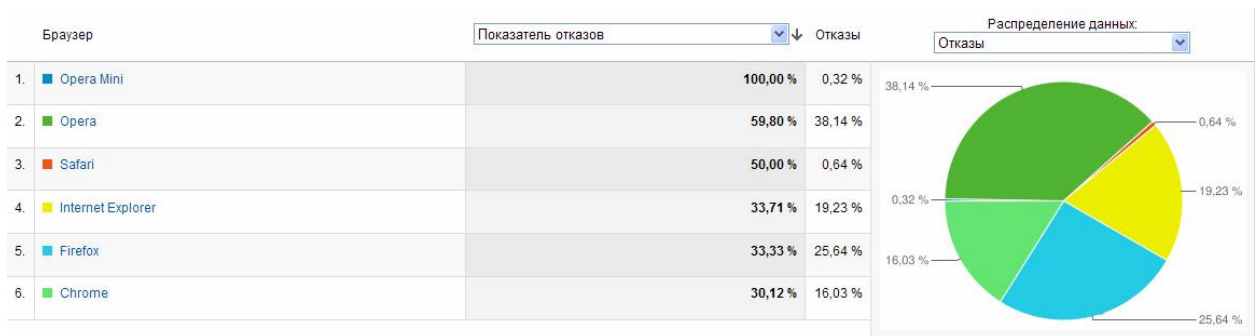 Браузер Показатель отказов Отказы Распределение данных:
Отказы
1. Opera Mini 100,00 % 0,32 %
2. Opera 59,80 % 38,14 %
3. Safari 50,00 % 0,64 %
4. Internet Explorer 33,71 % 19,23 %
5. Firefox 33,33 % 25,64 %
6. Chrome 30,12 % 16,03 %
38,14 %
0,64 %
19,23 %
0,32 %
16,03 %
25,64 %